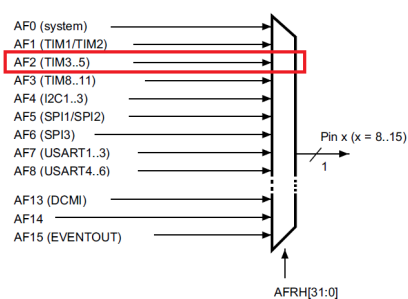 AF0 (system)
AF1 (TIM1/TIM2)
AF2 (TIM3..5)
AF3 (TIM8..11)
AF4 (I2C1..3)
AF5 (SPI1/SPI2)
AF6 (SPI3)
AF7 (USART1..3)
AF8 (USART4..6)
AF13 (DCMI)
AF14
AF15 (EVENTOUT)
Pin x (x = 8..15)
1
AFRH[31:0]